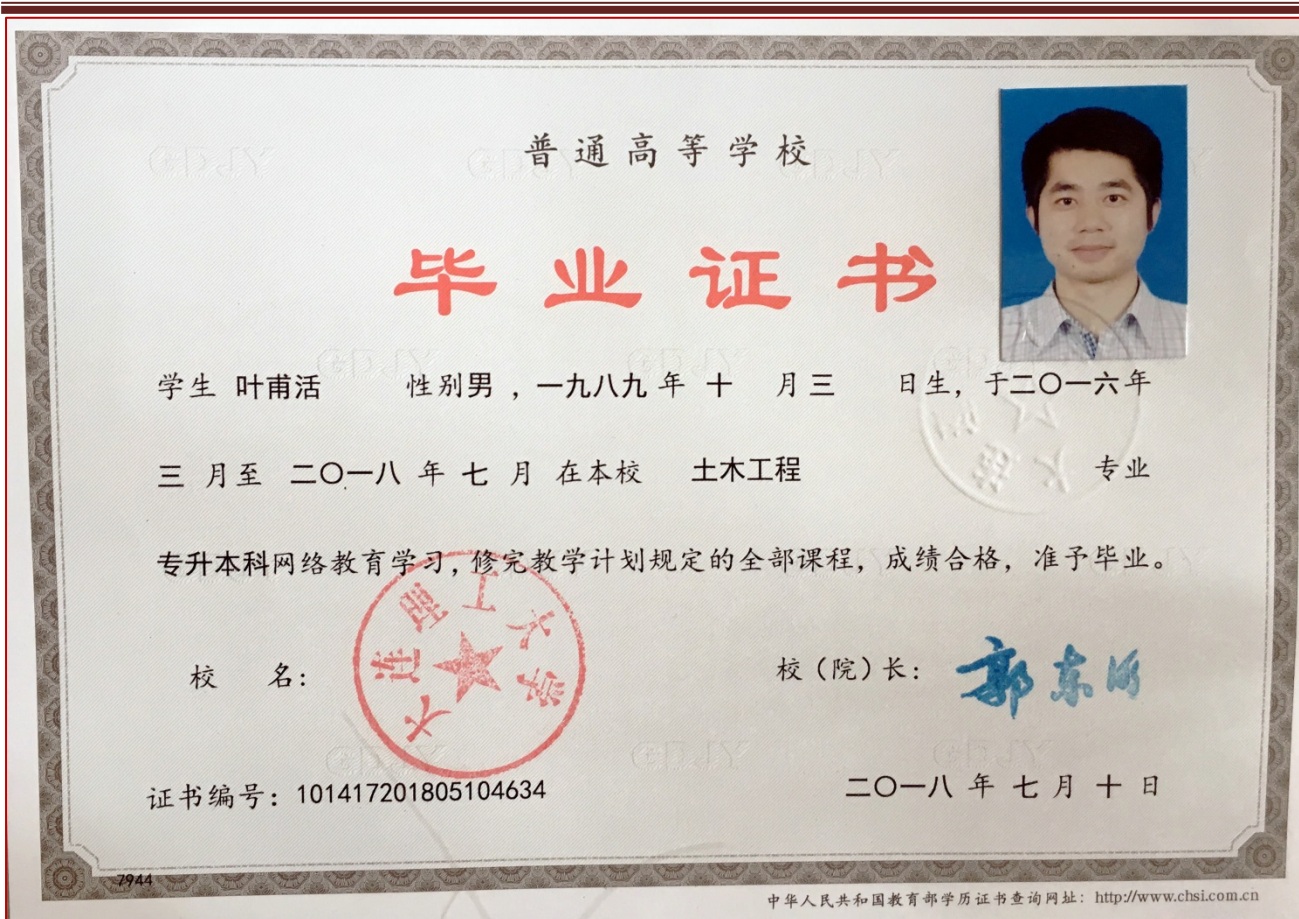 普通高等学校
毕业证书
学生 叶甫活 性别男，一九八九年 十 月三 日生，于二〇一六年
三 月至 二〇一八 年 七 月 在本校 土木工程 专业
专升本科网络教育学习，修完教学计划规定的全部课程，成绩合格，准予毕业。
校 名：
大连理工大学
校（院）长：
郭东明
证书编号：101417201805104634
二〇一八 年 七 月 十 日
7944
中华人民共和国教育部学历证书查询网址：http://www.chsi.com.cn
GDJY